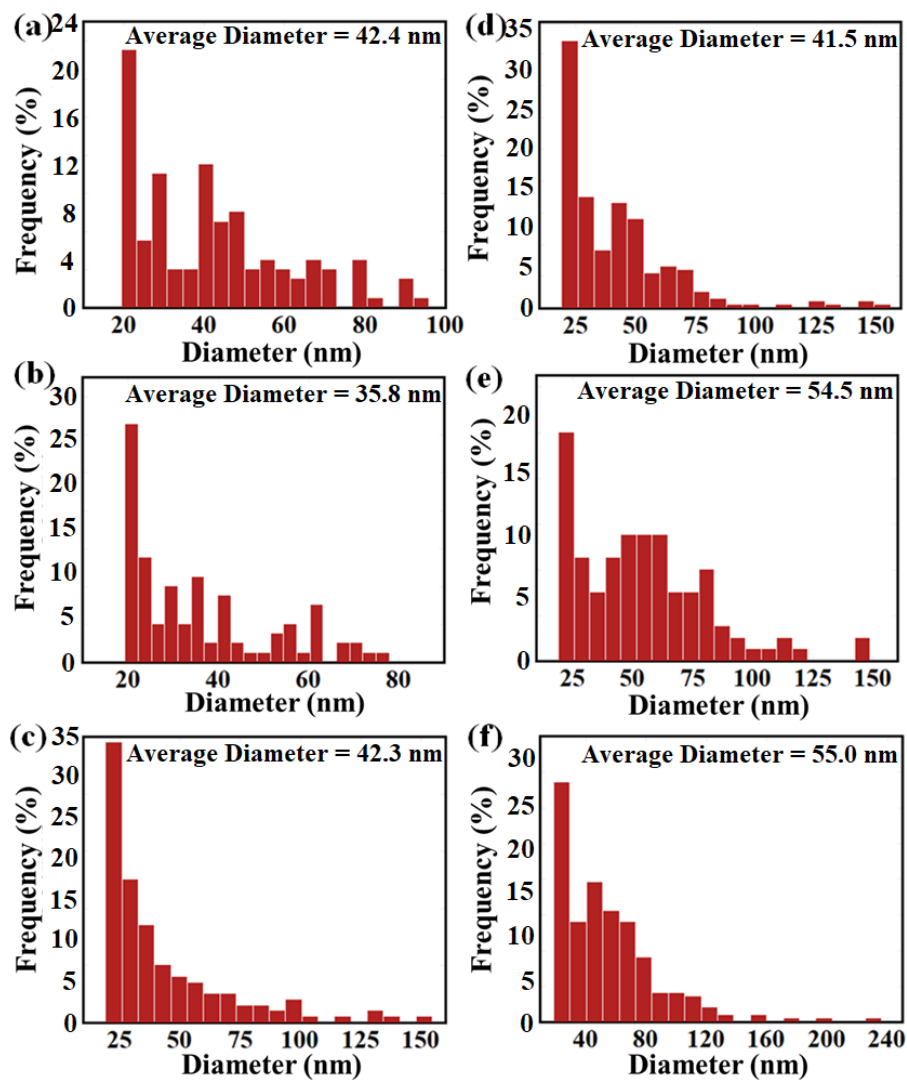 (a)
Average Diameter = 42.4 nm
Frequency (%)
24
20
16
12
8
4
0
20 40 60 80 100
Diameter (nm)
(b)
Average Diameter = 35.8 nm
Frequency (%)
30
25
20
15
10
5
0
20 40 60 80
Diameter (nm)
(c)
Average Diameter = 42.3 nm
Frequency (%)
35
30
25
20
15
10
5
0
25 50 75 100 125 150
Diameter (nm)
(d)
Average Diameter = 41.5 nm
Frequency (%)
35
30
25
20
15
10
5
0
25 50 75 100 125 150
Diameter (nm)
(e)
Average Diameter = 54.5 nm
Frequency (%)
20
15
10
5
0
25 50 75 100 125 150
Diameter (nm)
(f)
Average Diameter = 55.0 nm
Frequency (%)
30
25
20
15
10
5
0
40 80 120 160 200 240
Diameter (nm)